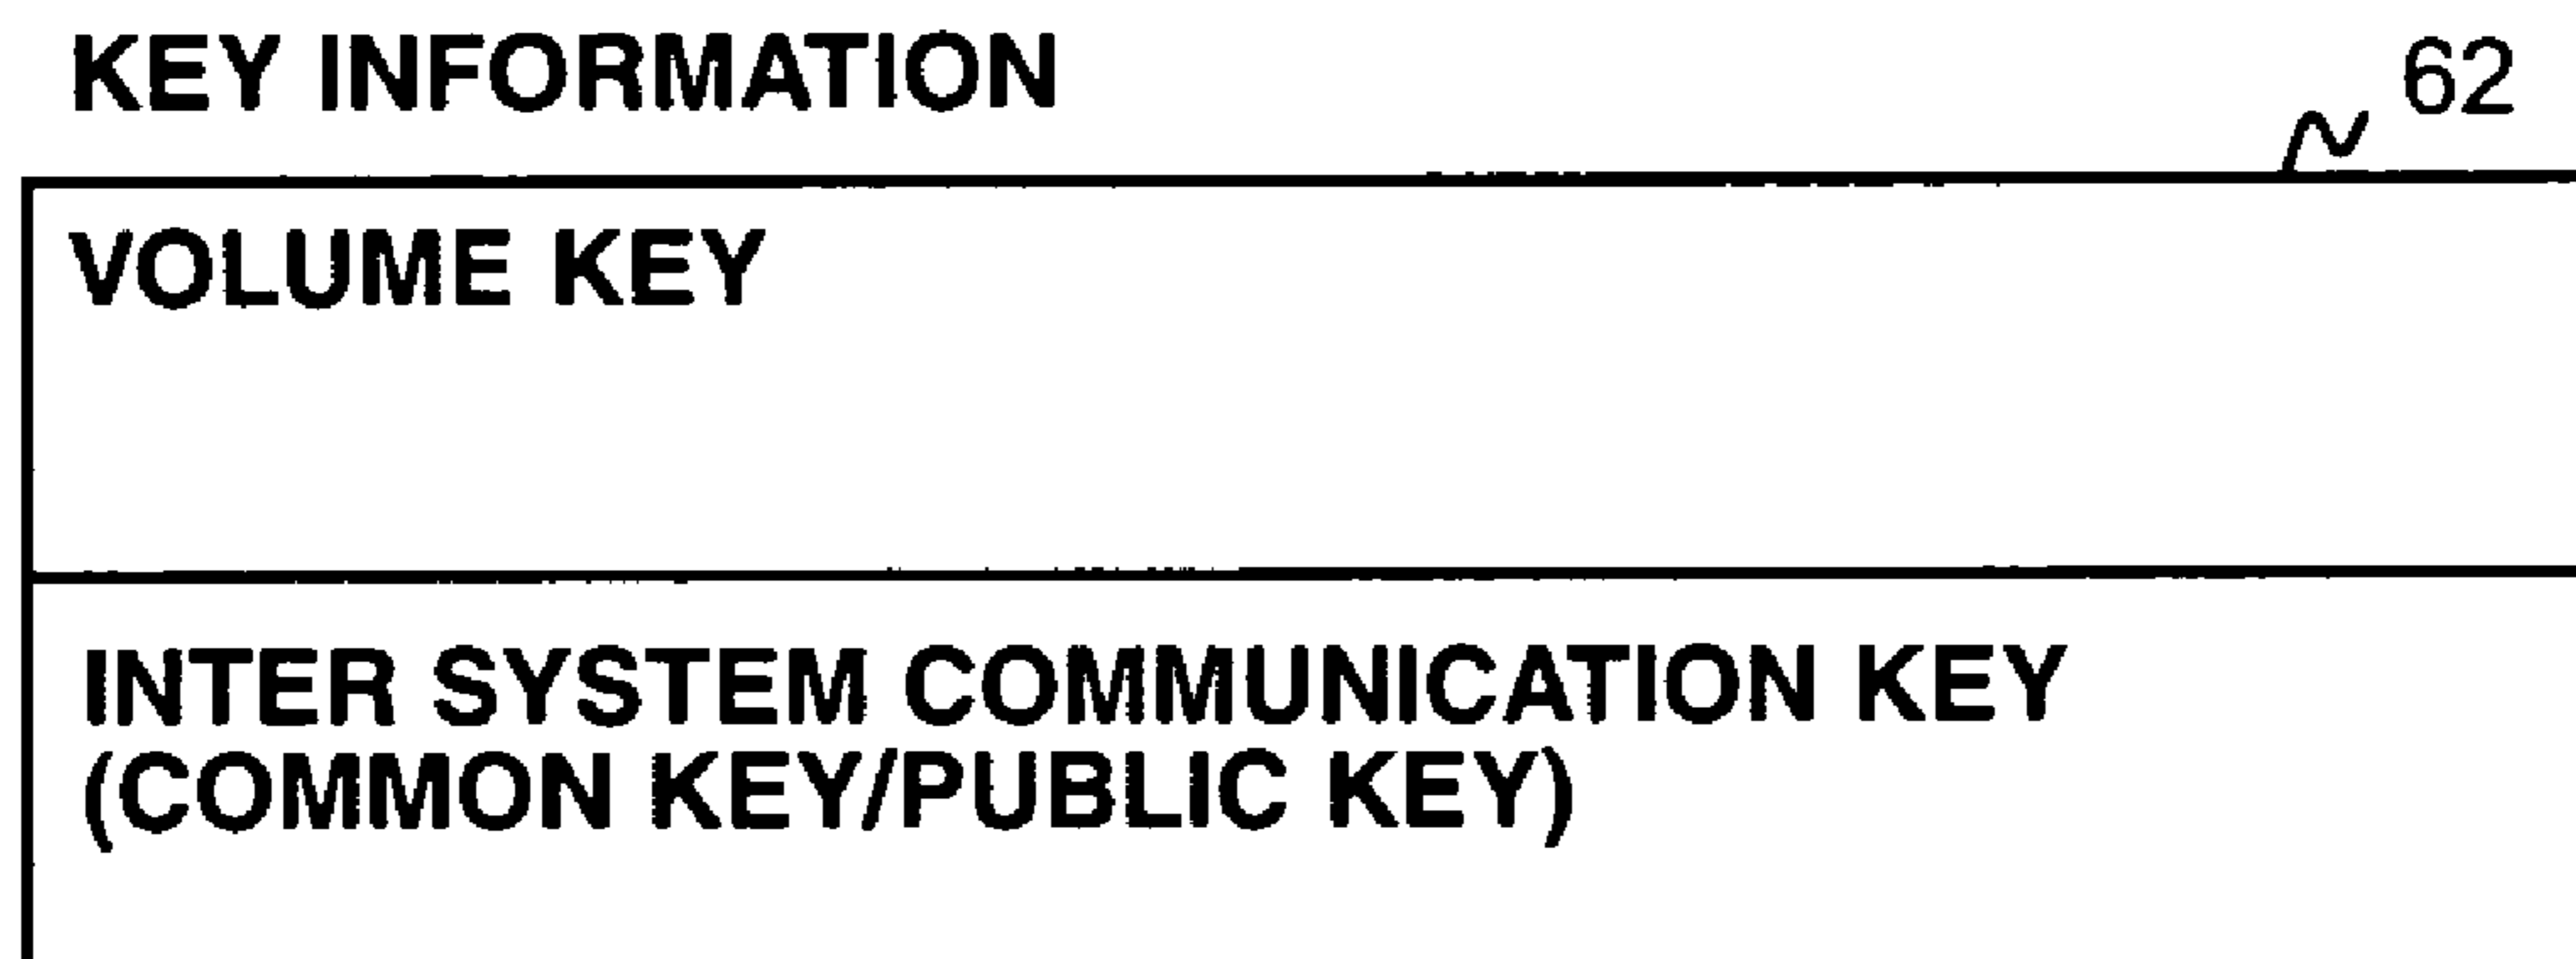 KEY INFORMATION
62
VOLUME KEY
INTER SYSTEM COMMUNICATION KEY
(COMMON KEY/PUBLIC KEY)